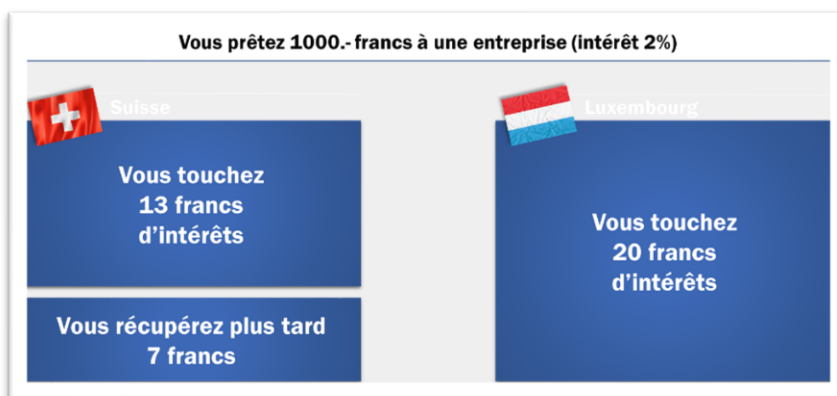 Vous prêtez 1000.- francs à une entreprise (intérêt 2%)
Suisse
Vous touchez
13 francs
d'intérêts
Vous récupérez plus tard
7 francs
Luxembourg
Vous touchez
20 francs
d'intérêts